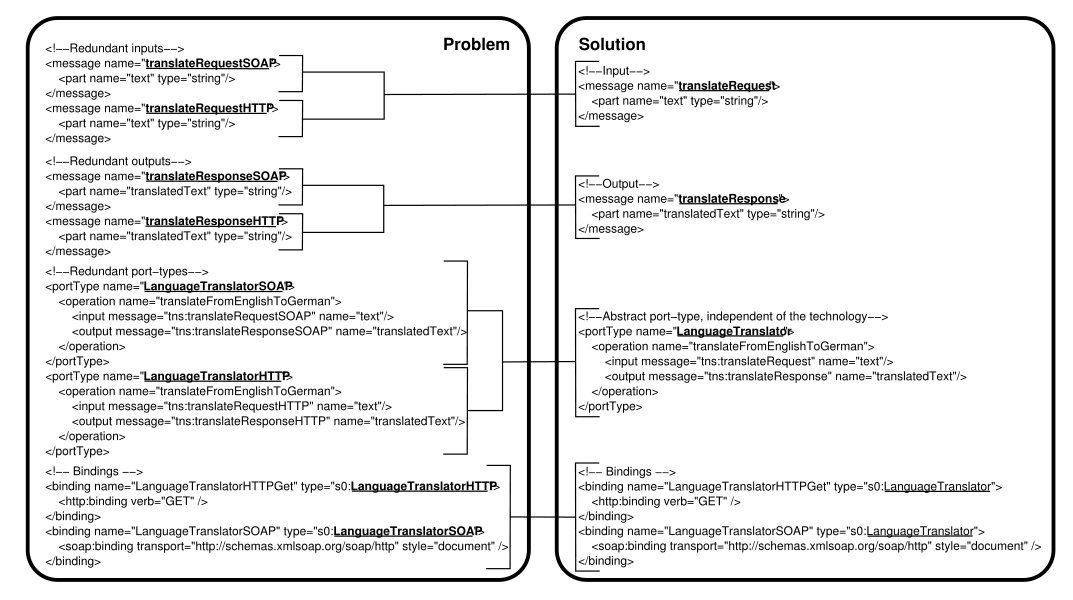 Problem
<!--Redundant inputs-->
<message name="translateRequestSOAP">
<part name="text" type="string"/>
</message>
<message name="translateRequestHTTP">
<part name="text" type="string"/>
</message>
<!--Redundant outputs-->
<message name="translateResponseSOAP">
<part name="translatedText" type="string"/>
</message>
<message name="translateResponseHTTP">
<part name="translatedText" type="string"/>
</message>
<!--Redundant port-types-->
<portType name="LanguageTranslatorSOAP>
<operation name="translateFromEnglishToGerman">
<input message="tns:translateRequestSOAP" name="text"/>
<output message="tns:translateResponseSOAP" name="translatedText"/>
</operation>
</portType>
<portType name="LanguageTranslatorHTTP>
<operation name="translateFromEnglishToGerman">
<input message="tns:translateRequestHTTP" name="text"/>
<output message="tns:translateResponseHTTP" name="translatedText"/>
</operation>
</portType>
<!-- Bindings -->
<binding name="LanguageTranslatorHTTPGet" type="s0:LanguageTranslatorHTTP>
<http:binding verb="GET" />
</binding>
<binding name="LanguageTranslatorSOAP" type="s0:LanguageTranslatorSOAP>
<soap:binding transport="http://schemas.xmlsoap.org/soap/http" style="document" />
</binding>
Solution
<!--Input-->
<message name="translateRequest">
<part name="text" type="string"/>
</message>
<!--Output-->
<message name="translateResponse">
<part name="translatedText" type="string"/>
</message>
<!--Abstract port-type, independent of the technology-->
<portType name="LanguageTranslator">
<operation name="translateFromEnglishToGerman">
<input message="tns:translateRequest" name="text"/>
<output message="tns:translateResponse" name="translatedText"/>
</operation>
</portType>
<!-- Bindings -->
<binding name="LanguageTranslatorHTTPGet" type="s0:LanguageTranslator">
<http:binding verb="GET" />
</binding>
<binding name="LanguageTranslatorSOAP" type="s0:LanguageTranslator">
<soap:binding transport="http://schemas.xmlsoap.org/soap/http" style="document" />
</binding>